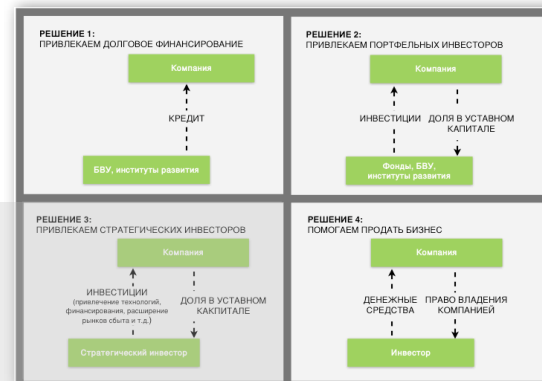 РЕШЕНИЕ 1:
ПРИВЛЕКАЕМ ДОЛГОВОЕ ФИНАНСИРОВАНИЕ
Компания
КРЕДИТ
БВУ, институты развития
РЕШЕНИЕ 2:
ПРИВЛЕКАЕМ ПОРТФЕЛЬНЫХ ИНВЕСТОРОВ
Компания
ИНВЕСТИЦИИ
ДОЛЯ В УСТАВНОМ
КАПИТАЛЕ
Фонды, БВУ,
институты развития
РЕШЕНИЕ 3:
ПРИВЛЕКАЕМ СТРАТЕГИЧЕСКИХ ИНВЕСТОРОВ
Компания
ИНВЕСТИЦИИ
(привлечение технологий,
финансирования, расширение
рынков сбыта и т.д.)
ДОЛЯ В УСТАВНОМ
КАКПИТАЛЕ
Стратегический инвестор
РЕШЕНИЕ 4:
ПОМОГАЕМ ПРОДАТЬ БИЗНЕС
Компания
ДЕНЕЖНЫЕ
СРЕДСТВА
ПРАВО ВЛАДЕНИЯ
КОМПАНИЕЙ
Инвестор